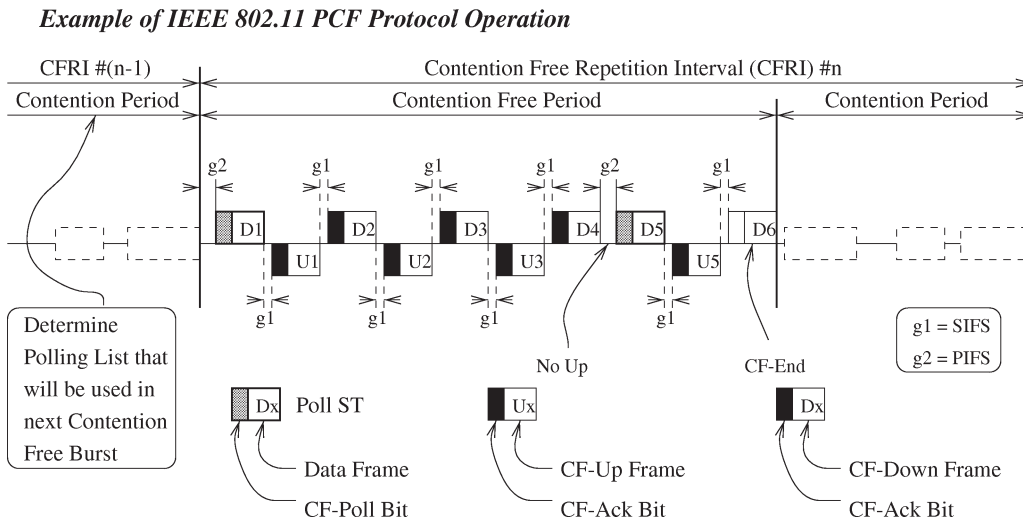 Example of IEEE 802.11 PCF Protocol Operation
CFRI #(n-1)
Contention Free Repetition Interval (CFRI) #n
Contention Period
Contention Free Period
Contention Period
g2
g1
g1
g1
g1
g2
g1
D1
D2
D3
D4
D5
D6
U1
U2
U3
U5
g1
g1
g1
g1
Determine
Polling List that
will be used in
next Contention
Free Burst
No Up
CF-End
g1 = SIFS
g2 = PIFS
Dx
Poll ST
Data Frame
CF-Poll Bit
Ux
CF-Up Frame
CF-Ack Bit
Dx
CF-Down Frame
CF-Ack Bit